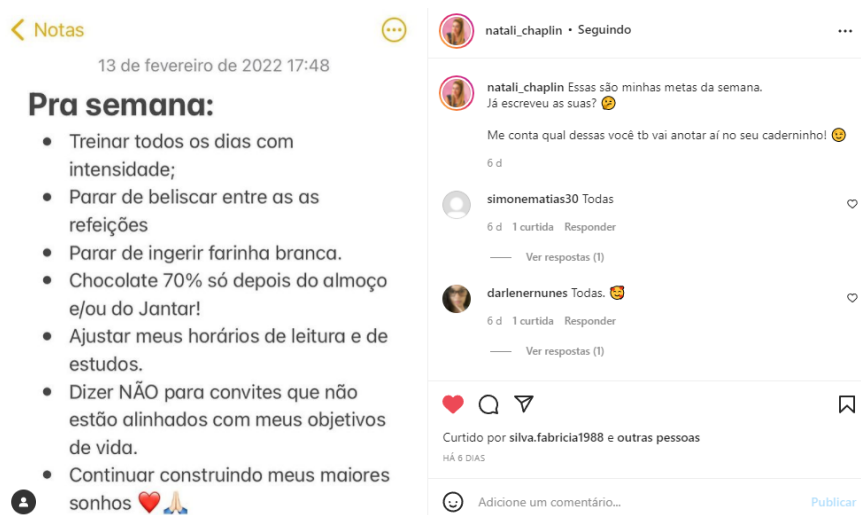 Notas
13 de fevereiro de 2022 17:48
Pra semana:
• Treinar todos os dias com
intensidade;
• Parar de beliscar entre as as
refeições
• Parar de ingerir farinha branca.
• Chocolate 70% só depois do almoço
e/ou do Jantar!
• Ajustar meus horários de leitura e de
estudos.
• Dizer NÃO para convites que não
estão alinhados com meus objetivos
de vida.
• Continuar construindo meus maiores
sonhos ❤️🙏🏻
natali_chaplin • Seguindo
natali_chaplin Essas são minhas metas da semana.
Já escreveu as suas? 🤔
Me conta qual dessas você tb vai anotar aí no seu caderninho! 😉
6 d
simonematias30 Todas
6 d 1 curtida Responder
Ver respostas (1)
darlenernunes Todas. 🥰
6 d 1 curtida Responder
Ver respostas (1)
Curtido por silva.fabricia1988 e outras pessoas
HÁ 6 DIAS
Adicione um comentário... Publicar